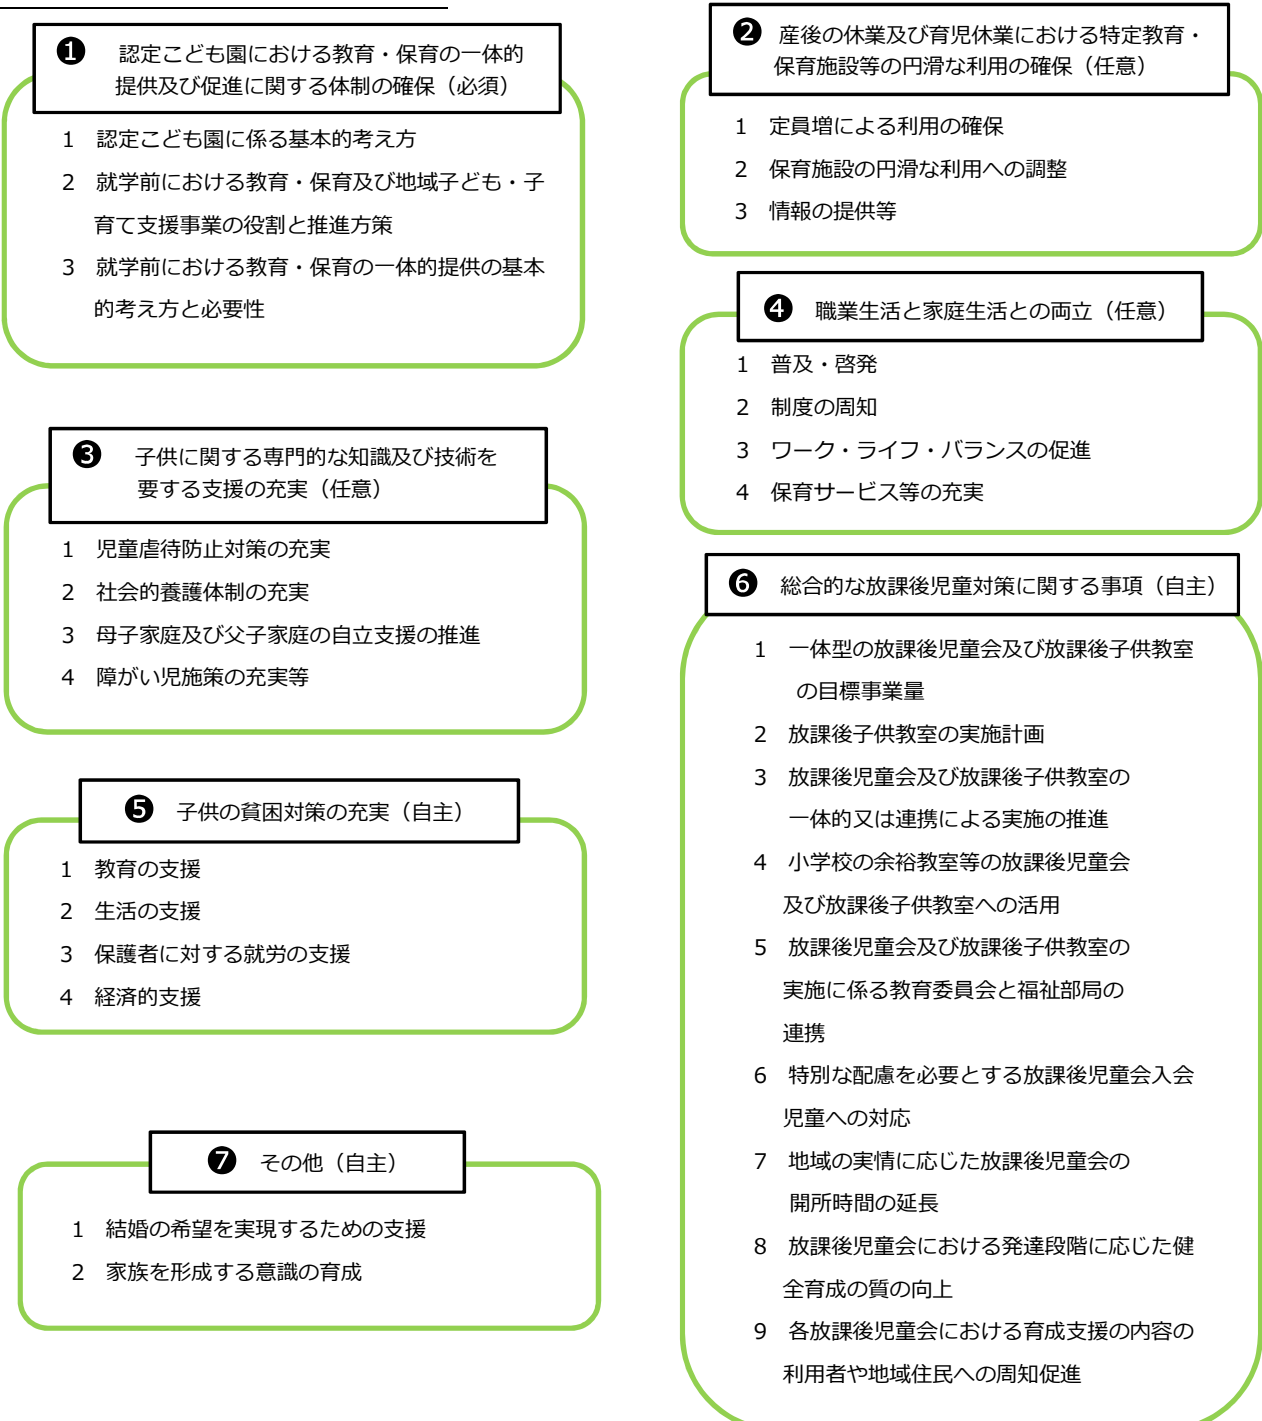 ❶ 認定こども園における教育・保育の一体的
提供及び促進に関する体制の確保（必須）
1 認定こども園に係る基本的考え方
2 就学前における教育・保育及び地域子ども・子
育て支援事業の役割と推進方策
3 就学前における教育・保育の一体的提供の基本
的考え方と必要性
❷ 産後の休業及び育児休業における特定教育・
保育施設等の円滑な利用の確保（任意）
1 定員増による利用の確保
2 保育施設の円滑な利用への調整
3 情報の提供等
❸ 子供に関する専門的な知識及び技術を
要する支援の充実（任意）
1 児童虐待防止対策の充実
2 社会的養護体制の充実
3 母子家庭及び父子家庭の自立支援の推進
4 障がい児施策の充実等
❹ 職業生活と家庭生活との両立（任意）
1 普及・啓発
2 制度の周知
3 ワーク・ライフ・バランスの促進
4 保育サービス等の充実
❺ 子供の貧困対策の充実（自主）
1 教育の支援
2 生活の支援
3 保護者に対する就労の支援
4 経済的支援
❻ 総合的な放課後児童対策に関する事項（自主）
1 一体型の放課後児童会及び放課後子供教室
の目標事業量
2 放課後子供教室の実施計画
3 放課後児童会及び放課後子供教室の
一体的又は連携による実施の推進
4 小学校の余裕教室等の放課後児童会
及び放課後子供教室への活用
5 放課後児童会及び放課後子供教室の
実施に係る教育委員会と福祉部局の
連携
6 特別な配慮を必要とする放課後児童会入会
児童への対応
7 地域の実情に応じた放課後児童会の
開所時間の延長
8 放課後児童会における発達段階に応じた健
全育成の質の向上
9 各放課後児童会における育成支援の内容の
利用者や地域住民への周知促進
❼ その他（自主）
1 結婚の希望を実現するための支援
2 家族を形成する意識の育成